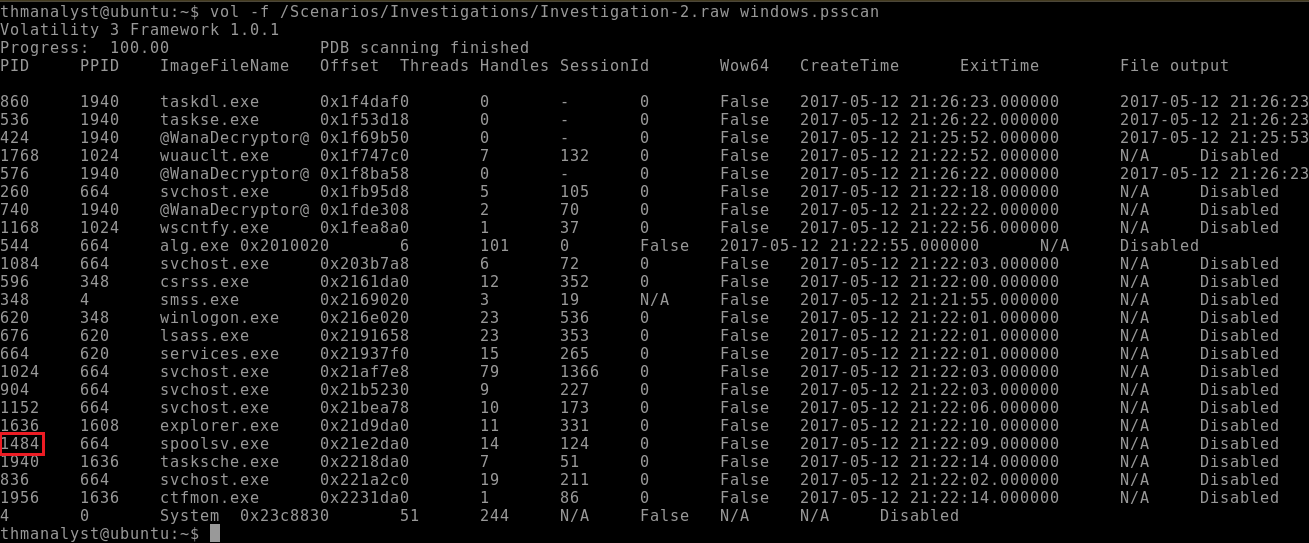 thmanalyst@ubuntu:~$ vol -f /Scenarios/Investigations/Investigation-2.raw windows.psscan
Volatility 3 Framework 1.0.1
Progress:  100.00               PDB scanning finished
PID     PPID    ImageFileName   Offset  Threads Handles SessionId       Wow64   CreateTime      ExitTime        File output
860     1940    taskdl.exe      0x1f4daf0       0       -       0       False   2017-05-12 21:26:23.000000      2017-05-12 21:26:23
536     1940    taskse.exe      0x1f53d18       0       -       0       False   2017-05-12 21:26:22.000000      2017-05-12 21:26:23
424     1940    @WanaDecryptor@ 0x1f69b50       0       -       0       False   2017-05-12 21:25:52.000000      2017-05-12 21:25:53
1768    1024    wuauclt.exe     0x1f747c0       7       132     0       False   2017-05-12 21:22:52.000000      N/A     Disabled
576     1940    @WanaDecryptor@ 0x1f8ba58       0       -       0       False   2017-05-12 21:26:22.000000      2017-05-12 21:26:23
260     664     svchost.exe     0x1fb95d8       5       105     0       False   2017-05-12 21:22:18.000000      N/A     Disabled
740     1940    @WanaDecryptor@ 0x1fde308       2       70      0       False   2017-05-12 21:22:22.000000      N/A     Disabled
1168    1024    wscntfy.exe     0x1fea8a0       1       37      0       False   2017-05-12 21:22:56.000000      N/A     Disabled
544     664     alg.exe 0x2010020       6       101     0       False   2017-05-12 21:22:55.000000      N/A     Disabled
1084    664     svchost.exe     0x203b7a8       6       72      0       False   2017-05-12 21:22:03.000000      N/A     Disabled
596     348     csrss.exe       0x2161da0       12      352     0       False   2017-05-12 21:22:00.000000      N/A     Disabled
348     4       smss.exe        0x2169020       3       19      N/A     False   2017-05-12 21:21:55.000000      N/A     Disabled
620     348     winlogon.exe    0x216e020       23      536     0       False   2017-05-12 21:22:01.000000      N/A     Disabled
676     620     lsass.exe       0x2191658       23      353     0       False   2017-05-12 21:22:01.000000      N/A     Disabled
664     620     services.exe    0x21937f0       15      265     0       False   2017-05-12 21:22:01.000000      N/A     Disabled
1024    664     svchost.exe     0x21af7e8       79      1366    0       False   2017-05-12 21:22:03.000000      N/A     Disabled
904     664     svchost.exe     0x21b5230       9       227     0       False   2017-05-12 21:22:03.000000      N/A     Disabled
1152    664     svchost.exe     0x21bea78       10      173     0       False   2017-05-12 21:22:06.000000      N/A     Disabled
1636    1608    explorer.exe    0x21d9da0       11      331     0       False   2017-05-12 21:22:10.000000      N/A     Disabled
1484    664     spoolsv.exe     0x21e2da0       14      124     0       False   2017-05-12 21:22:09.000000      N/A     Disabled
1940    1636    tasksche.exe    0x2218da0       7       51      0       False   2017-05-12 21:22:14.000000      N/A     Disabled
836     664     svchost.exe     0x221a2c0       19      211     0       False   2017-05-12 21:22:02.000000      N/A     Disabled
1956    1636    ctfmon.exe      0x2231da0       1       86      0       False   2017-05-12 21:22:14.000000      N/A     Disabled
4       0       System  0x23c8830       51      244     N/A     False   N/A     N/A     Disabled
thmanalyst@ubuntu:~$